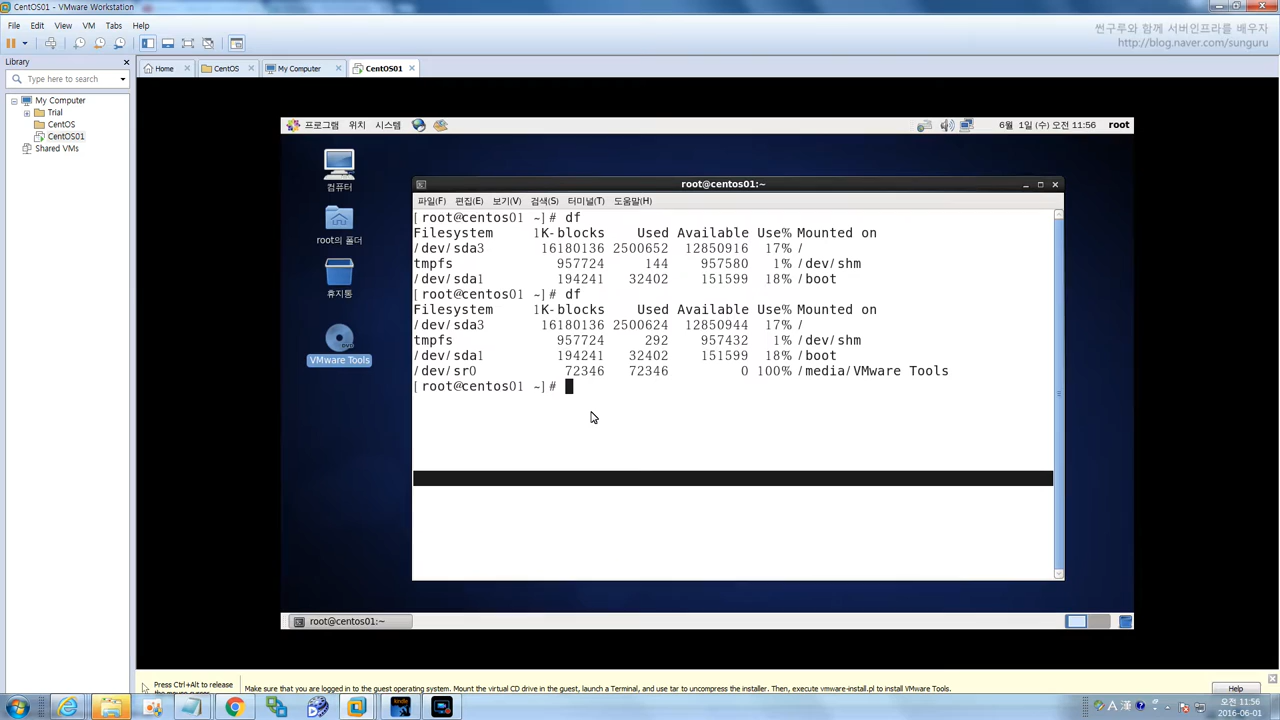 CentOS01 - VMware Workstation
File Edit View VM Tabs Help
썬구루와 함께 서버인프라를 배우자
http://blog.naver.com/sunguru
Library
Type here to search
My Computer
Trial
CentOS
CentOS01
Shared VMs
Home CentOS My Computer CentOS01
프로그램 위치 시스템 6월 1일 (수) 오전 11:56 root
컴퓨터
root의 폴더
휴지통
VMware Tools
root@centos01:~
파일(F) 편집(E) 보기(V) 검색(S) 터미널(T) 도움말(H)
[root@centos01 ~]# df
Filesystem 1K-blocks Used Available Use% Mounted on
/dev/sda3 16180136 2500652 12850916 17% /
tmpfs 957724 144 957580 1% /dev/shm
/dev/sda1 194241 32402 151599 18% /boot
[root@centos01 ~]# df
Filesystem 1K-blocks Used Available Use% Mounted on
/dev/sda3 16180136 2500624 12850944 17% /
tmpfs 957724 292 957432 1% /dev/shm
/dev/sda1 194241 32402 151599 18% /boot
/dev/sr0 72346 72346 0 100% /media/VMware Tools
[root@centos01 ~]#
root@centos01:~
Press Ctrl+Alt to release
the mouse cursor
Make sure that you are logged in to the guest operating system. Mount the virtual CD drive in the guest, launch a Terminal, and use tar to uncompress the installer. Then, execute vmware-install.pl to install VMware Tools.
Help
kindle
A 漢
오전 11:56
2016-06-01